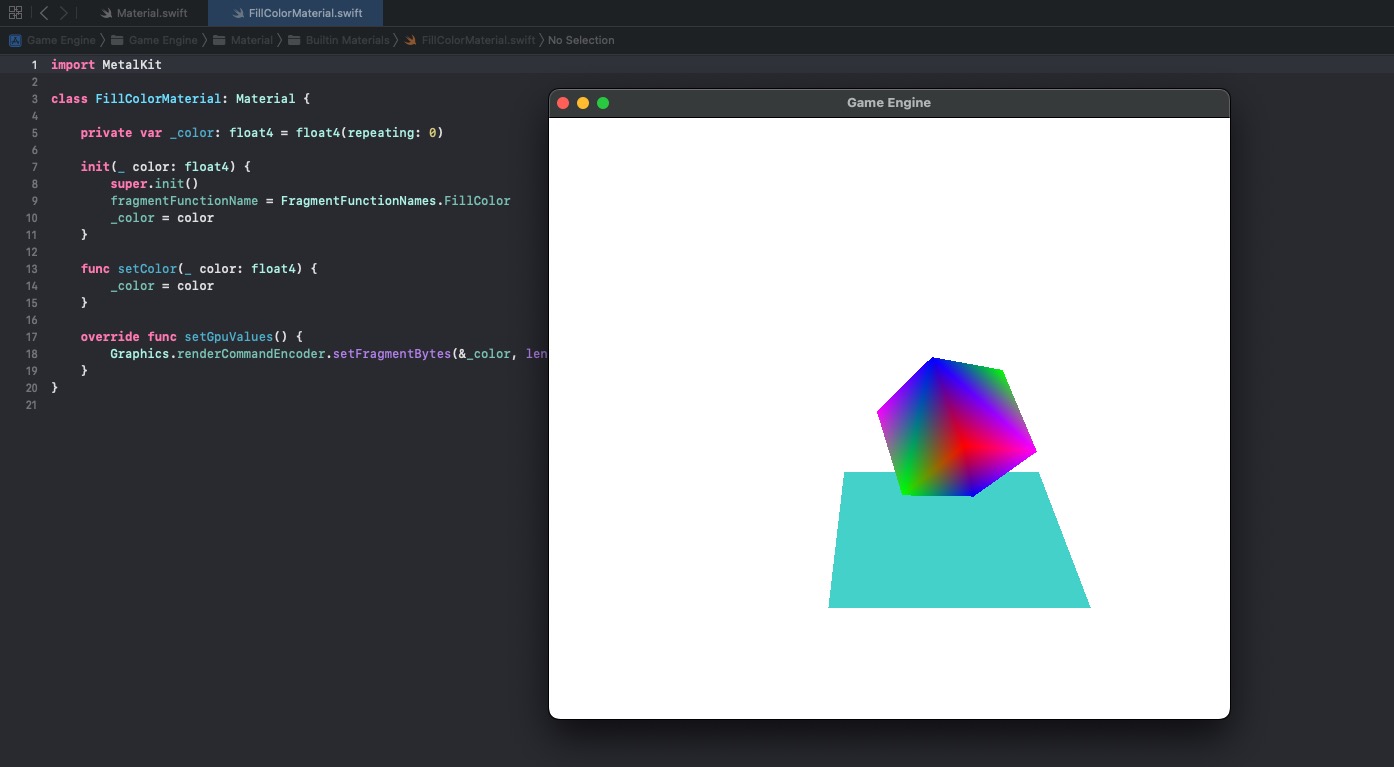 Material.swift
FillColorMaterial.swift
Game Engine
Game Engine
Material
Builtin Materials
FillColorMaterial.swift
No Selection
1 import MetalKit
2
3 class FillColorMaterial: Material {
4
5 private var _color: float4 = float4(repeating: 0)
6
7 init(_ color: float4) {
8 super.init()
9 fragmentFunctionName = FragmentFunctionNames.FillColor
10 _color = color
11 }
12
13 func setColor(_ color: float4) {
14 _color = color
15 }
16
17 override func setGpuValues() {
18 Graphics.renderCommandEncoder.setFragmentBytes(&_color, len
19 }
20 }
21
Game Engine